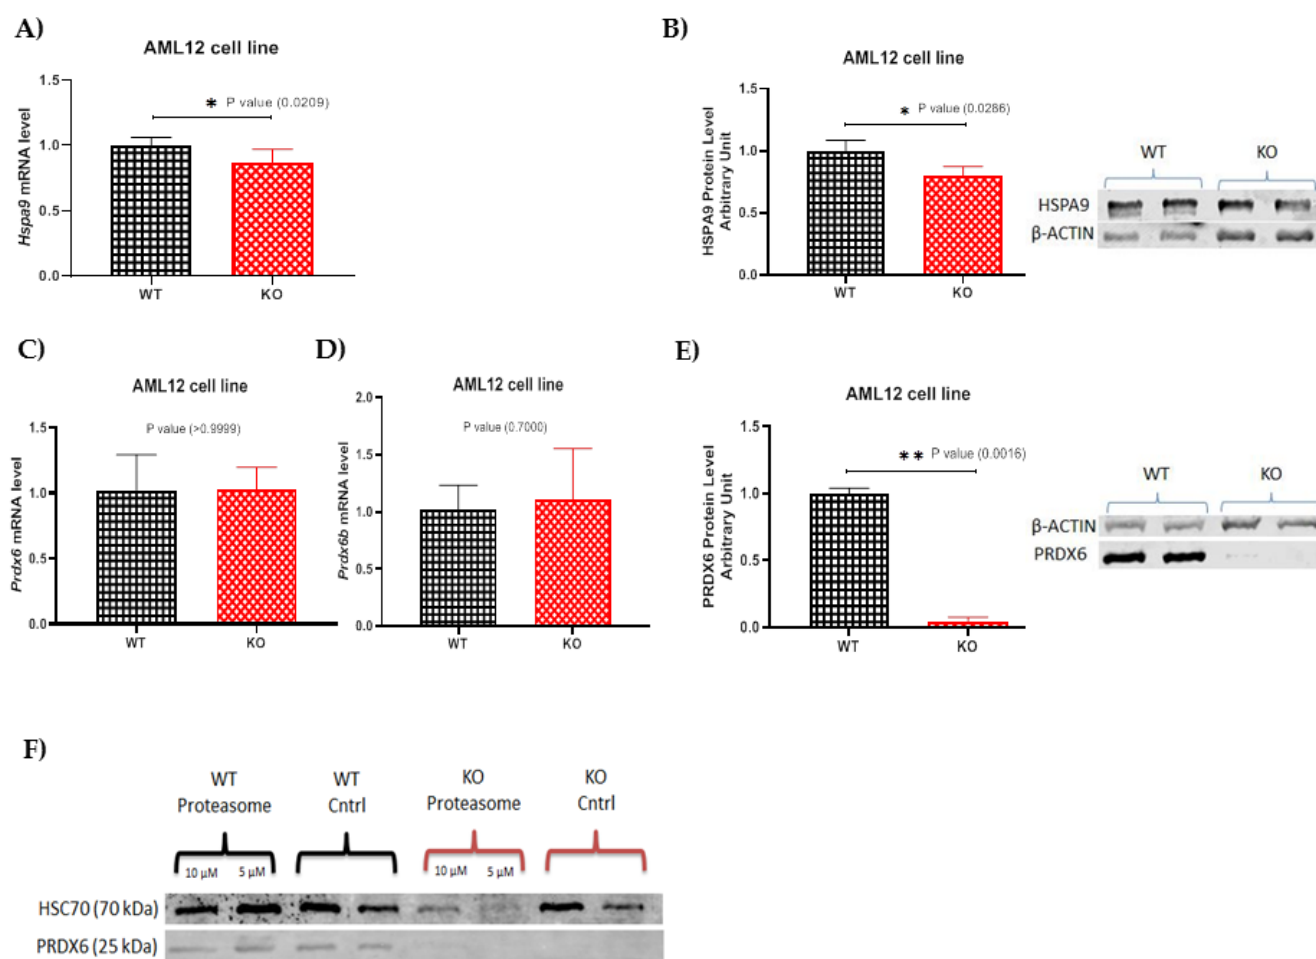 A)
AML12 cell line
* P value (0.0209)
Hspa9 mRNA level
1.5
1.0
0.5
0.0
WT KO
B)
AML12 cell line
* P value (0.0286)
HSPA9 Protein Level
Arbitrary Unit
1.5
1.0
0.5
0.0
WT KO
WT KO
HSPA9
β-ACTIN
C)
AML12 cell line
P value (>0.9999)
Prdx6 mRNA level
1.5
1.0
0.5
0.0
WT KO
D)
AML12 cell line
P value (0.7000)
Prdx6b mRNA level
2.0
1.5
1.0
0.5
0.0
WT KO
E)
AML12 cell line
** P value (0.0016)
PRDX6 Protein Level
Arbitrary Unit
1.5
1.0
0.5
0.0
WT KO
WT KO
β-ACTIN
PRDX6
F)
WT WT KO KO
Proteasome Cntrl Proteasome Cntrl
10 μM 5 μM 10 μM 5 μM
HSC70 (70 kDa)
PRDX6 (25 kDa)